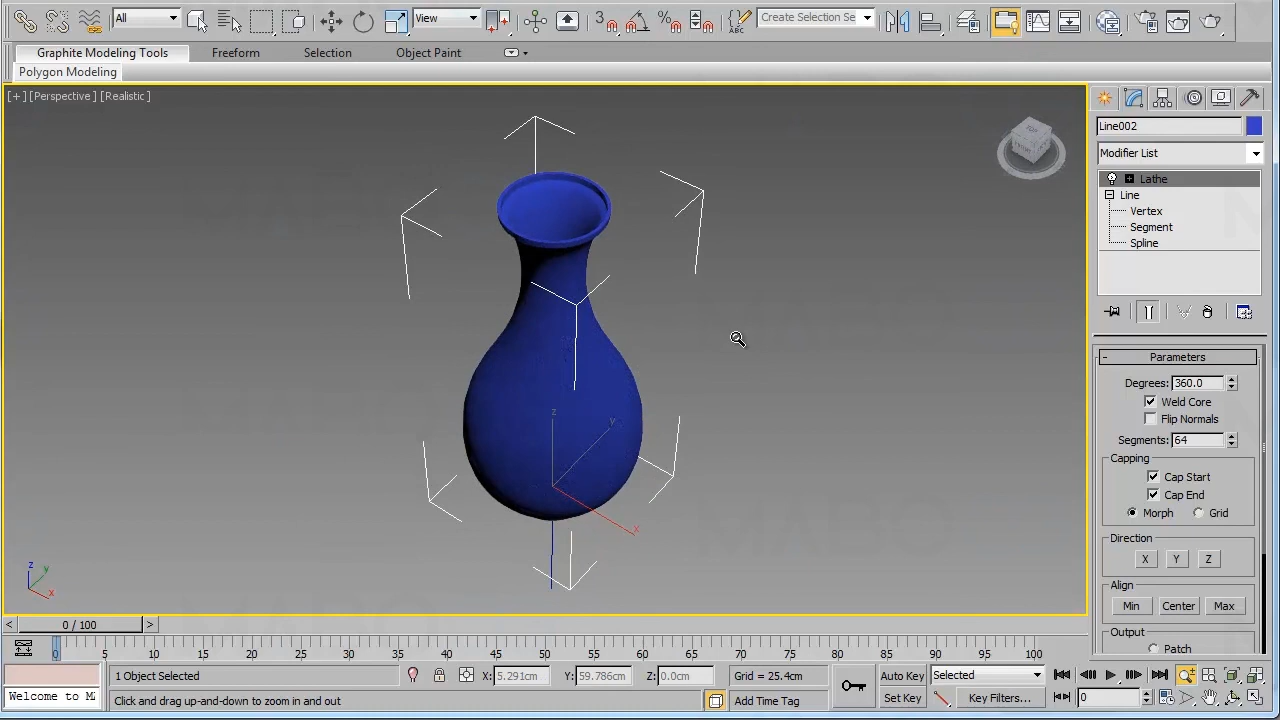 All
View
3
%
ABC
Create Selection Se
Graphite Modeling Tools
Freeform
Selection
Object Paint
Polygon Modeling
[+][Perspective][Realistic]
TOP
Line002
Modifier List
Lathe
Line
Vertex
Segment
Spline
Parameters
Degrees: 360.0
Weld Core
Flip Normals
Segments: 64
Capping
Cap Start
Cap End
Morph
Grid
Direction
X
Y
Z
Align
Min
Center
Max
Output
Patch
z
y
x
z
y
x
< 0 / 100 >
0 5 10 15 20 25 30 35 40 45 50 55 60 65 70 75 80 85 90 95 100
1 Object Selected
X: 5.291cm
Y: 59.786cm
Z: 0.0cm
Grid = 25.4cm
Auto Key
Selected
Welcome to MA
Click and drag up-and-down to zoom in and out
Add Time Tag
Set Key
Key Filters...
0